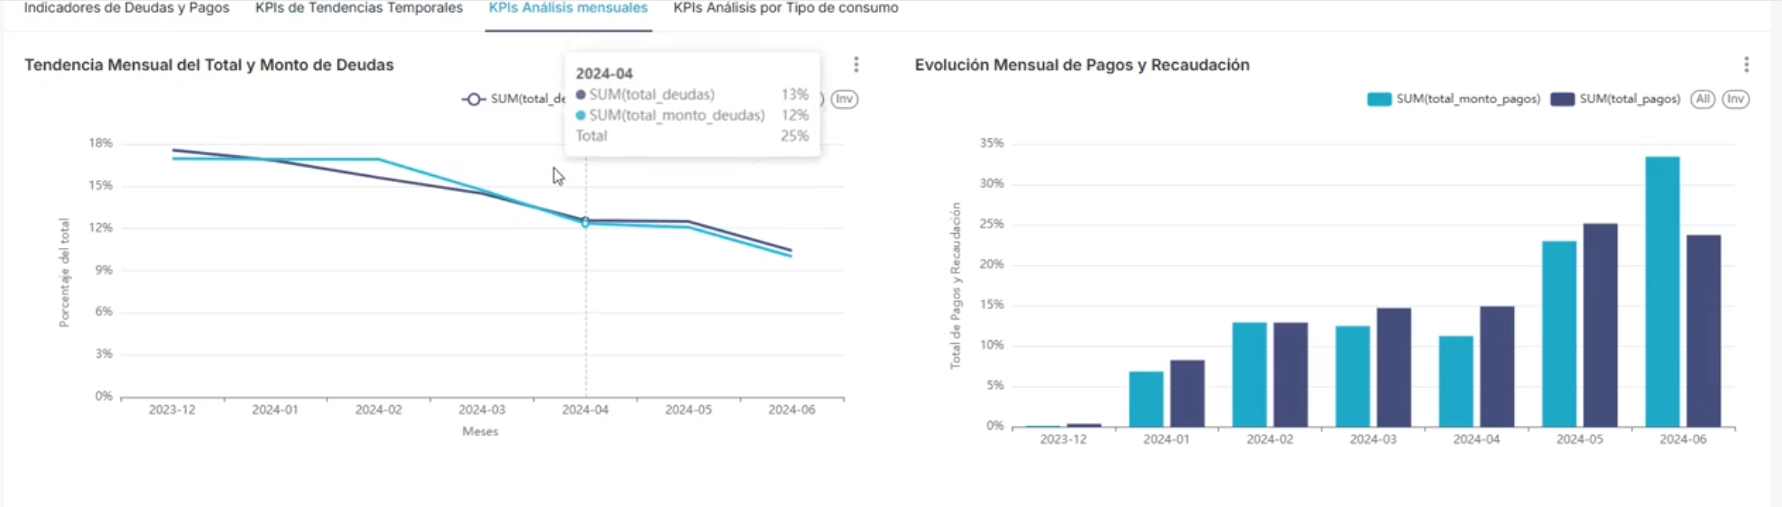 Indicadores de Deudas y Pagos KPIs de Tendencias Temporales KPIs Análisis mensuales KPIs Análisis por Tipo de consumo
Tendencia Mensual del Total y Monto de Deudas
SUM(total_de
Inv
2024-04
SUM(total_deudas) 13%
SUM(total_monto_deudas) 12%
Total 25%
18%
15%
12%
9%
6%
3%
0%
Porcentaje del total
2023-12 2024-01 2024-02 2024-03 2024-04 2024-05 2024-06
Meses
Evolución Mensual de Pagos y Recaudación
SUM(total_monto_pagos) SUM(total_pagos) All Inv
35%
30%
25%
20%
15%
10%
5%
0%
Total de Pagos y Recaudación
2023-12 2024-01 2024-02 2024-03 2024-04 2024-05 2024-06